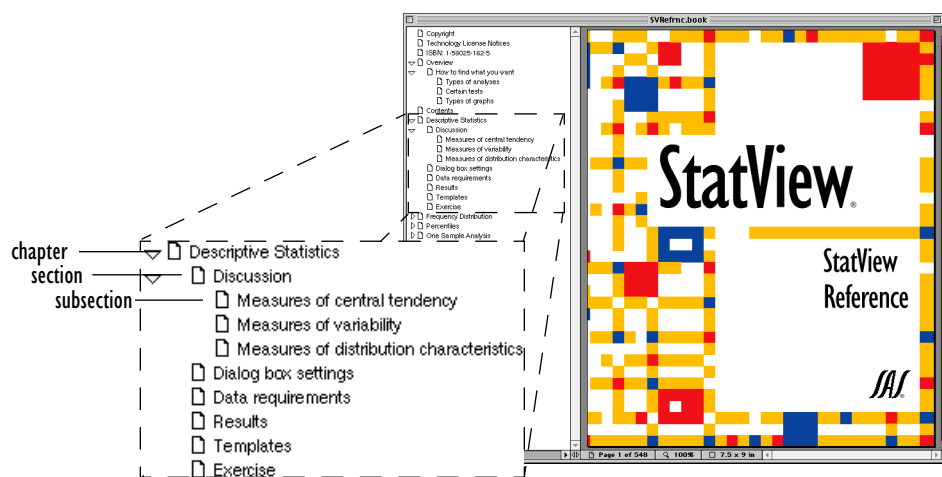 SVRefrnc.book
Copyright
Technology License Notices
ISBN: 1-58025-162-5
Overview
How to find what you want
Types of analyses
Certain tests
Types of graphs
Contents
Descriptive Statistics
Discussion
Measures of central tendency
Measures of variability
Measures of distribution characteristics
Dialog box settings
Data requirements
Results
Templates
Exercise
Frequency Distribution
Percentiles
One Sample Analysis
StatView®
StatView
Reference
SAS®
Page 1 of 548 100% 7.5 x 9 in
chapter Descriptive Statistics
section Discussion
subsection Measures of central tendency
Measures of variability
Measures of distribution characteristics
Dialog box settings
Data requirements
Results
Templates
Exercise